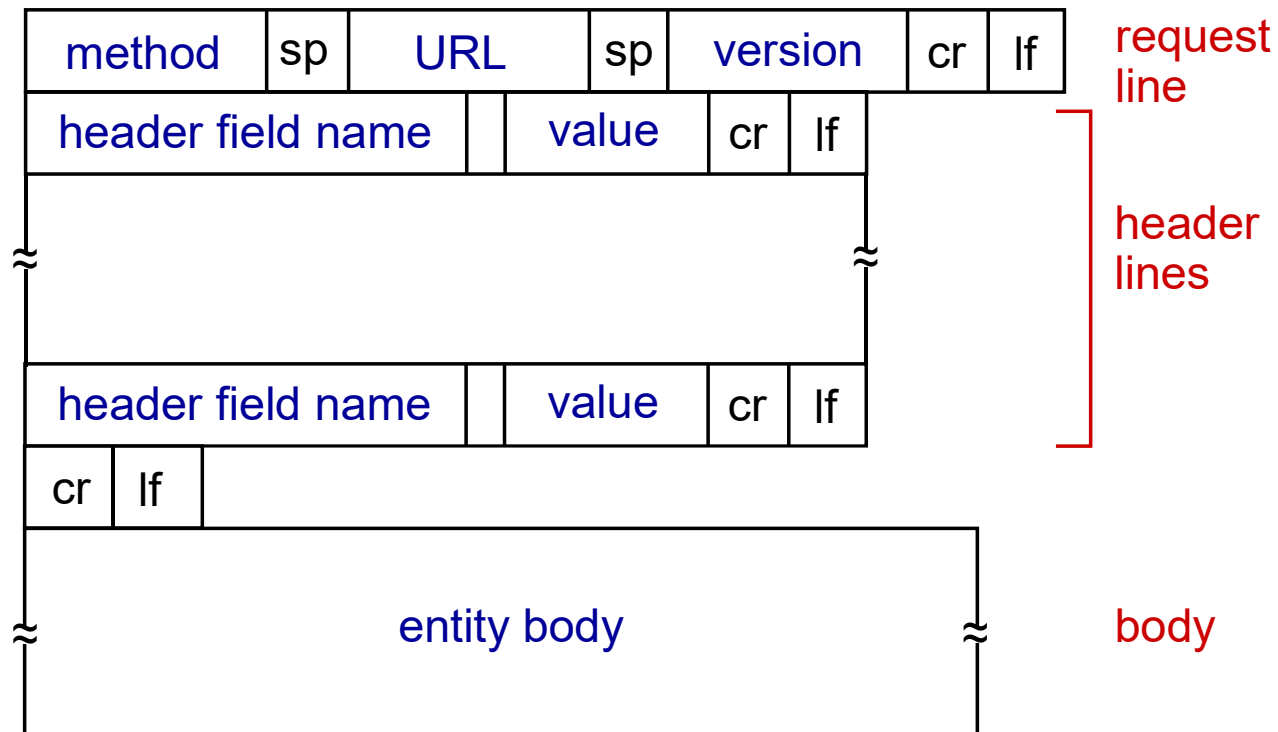 method sp URL sp version cr lf request
line
header field name value cr lf
header
lines
header field name value cr lf
cr lf
entity body body